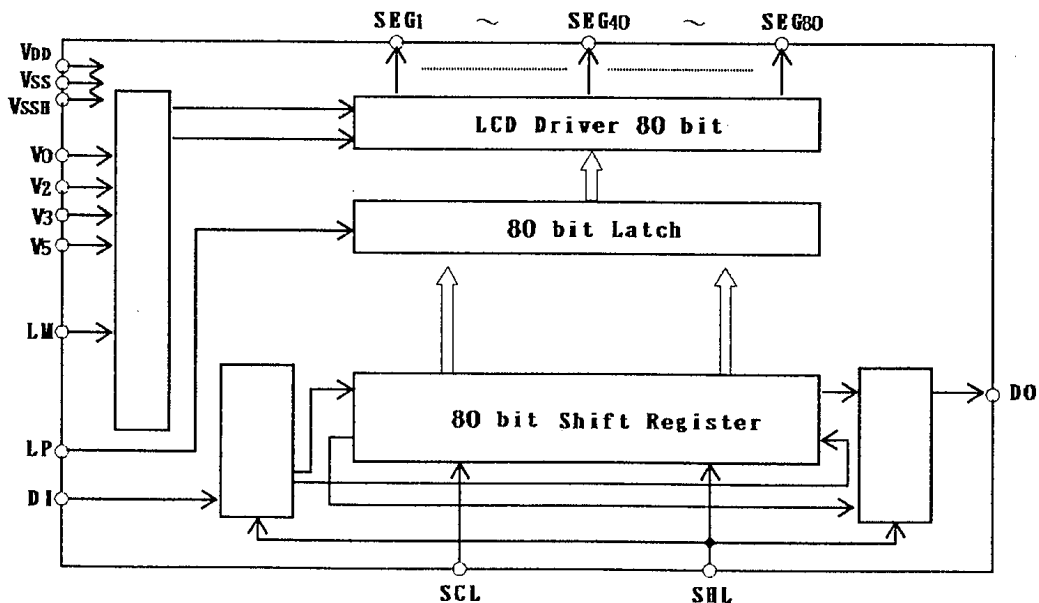 SEG1 ~ SEG40 ~ SEG80
VDD
VSS
VSSH
LCD Driver 80 bit
V0
V2
V3
V5
80 bit Latch
LM
DO
80 bit Shift Register
LP
DI
SCL SHL